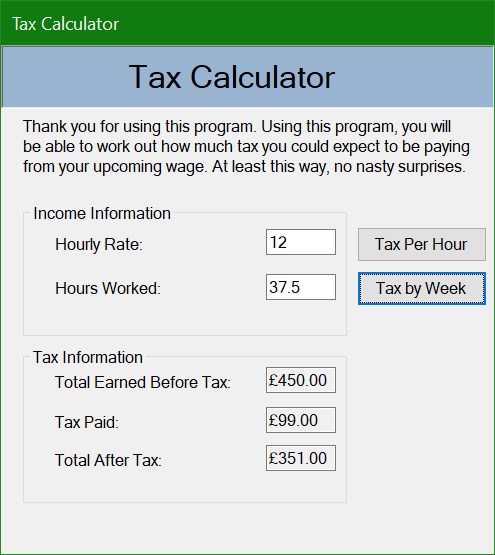 Tax Calculator
Tax Calculator
Thank you for using this program. Using this program, you will
be able to work out how much tax you could expect to be paying
from your upcoming wage. At least this way, no nasty surprises.
Income Information
Hourly Rate: 12 Tax Per Hour
Hours Worked: 37.5 Tax by Week
Tax Information
Total Earned Before Tax: £450.00
Tax Paid: £99.00
Total After Tax: £351.00